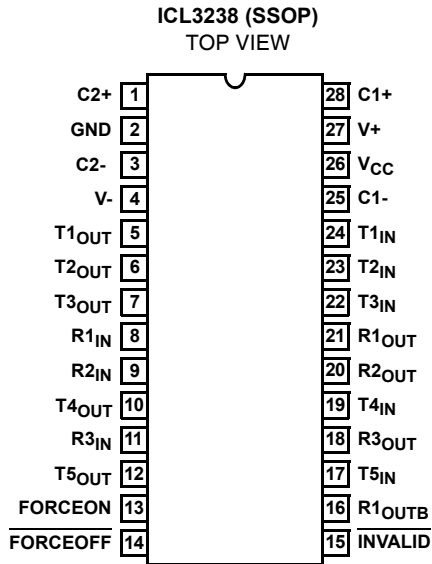 ICL3238 (SSOP)
TOP VIEW
C2+ 1 28 C1+
GND 2 27 V+
C2- 3 26 VCC
V- 4 25 C1-
T1OUT 5 24 T1IN
T2OUT 6 23 T2IN
T3OUT 7 22 T3IN
R1IN 8 21 R1OUT
R2IN 9 20 R2OUT
T4OUT 10 19 T4IN
R3IN 11 18 R3OUT
T5OUT 12 17 T5IN
FORCEON 13 16 R1OUTB
FORCEOFF 14 15 INVALID